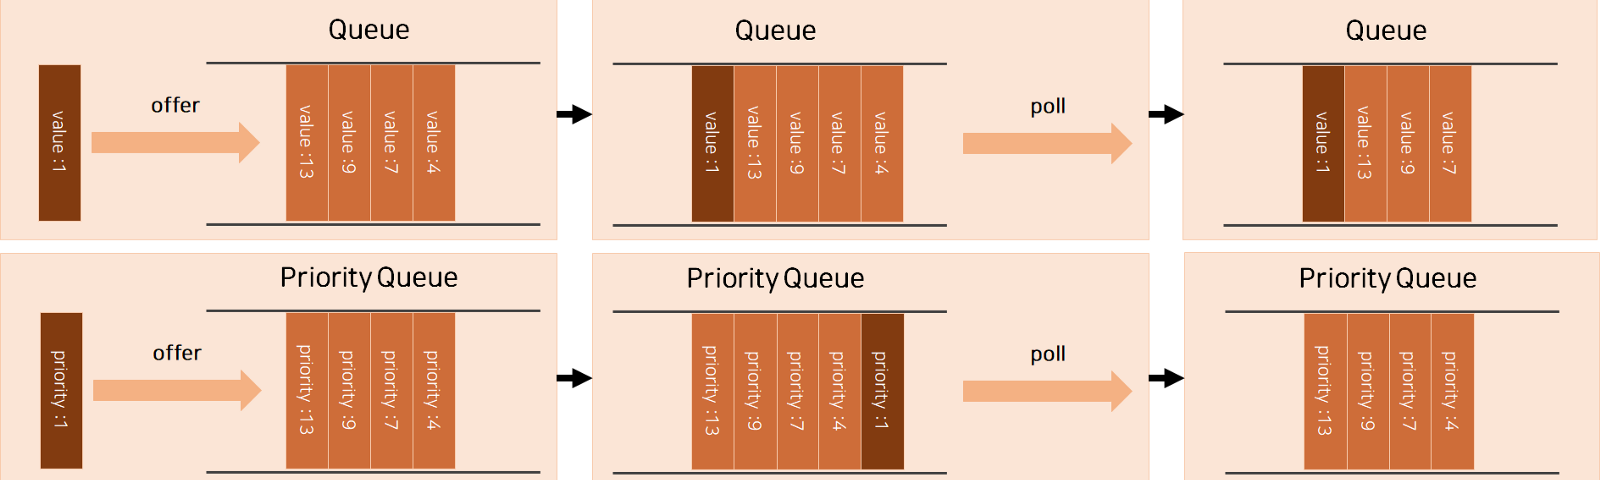 Queue
value :1
offer
value :13
value :9
value :7
value :4
Queue
value :1
value :13
value :9
value :7
value :4
poll
Queue
value :1
value :13
value :9
value :7
Priority Queue
priority :1
offer
priority :13
priority :9
priority :7
priority :4
Priority Queue
priority :13
priority :9
priority :7
priority :4
priority :1
poll
Priority Queue
priority :13
priority :9
priority :7
priority :4